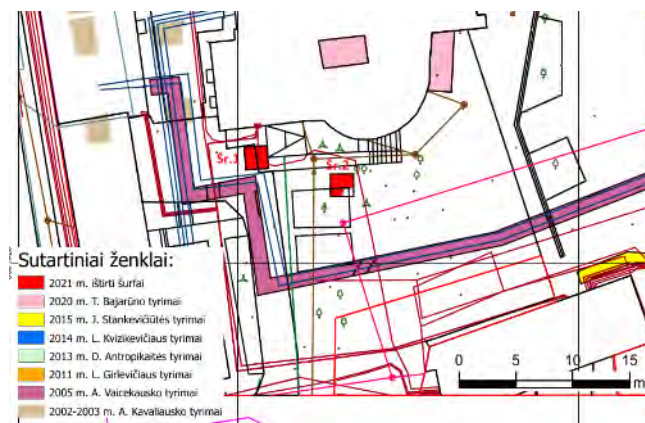 Šr.1
Šr.2
Sutartiniai ženklai:
2021 m. ištirti šurfai
2020 m. T. Bajarūno tyrimai
2015 m. J. Stankevičiūtės tyrimai
2014 m. L. Kvizikevičiaus tyrimai
2013 m. D. Antropikaitės tyrimai
2011 m. L. Girlevičiaus tyrimai
2005 m. A. Vaicekausko tyrimai
2002-2003 m. A. Kavaliausko tyrimai
0 5 10 15
m